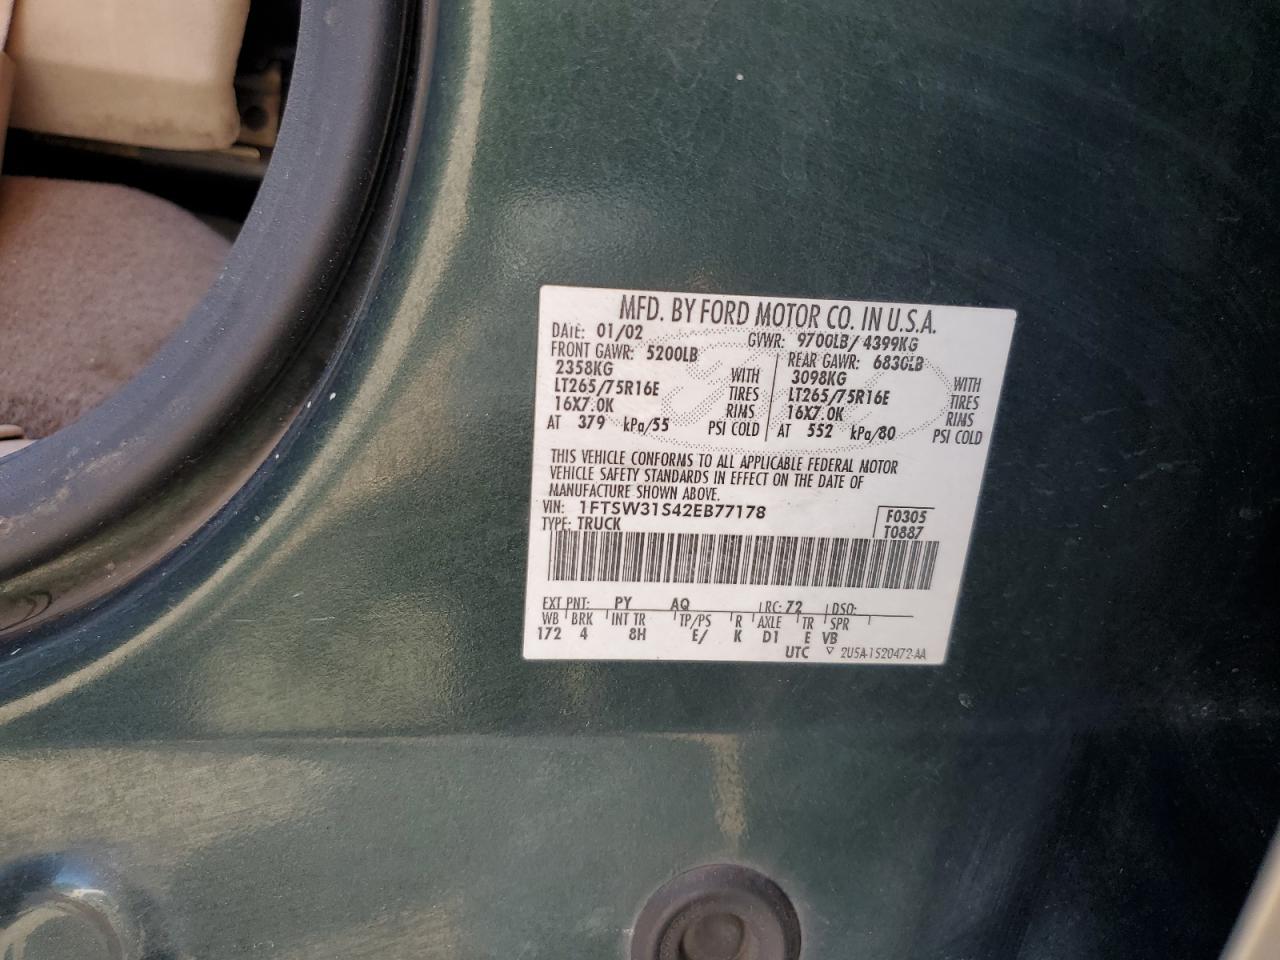 MFD. BY FORD MOTOR CO. IN U.S.A.
DATE: 01/02 GVWR: 9700LB/ 4399KG
FRONT GAWR: 5200LB REAR GAWR: 6830LB
2358KG WITH 3098KG WITH
LT265/75R16E TIRES LT265/75R16E TIRES
16X7.0K RIMS 16X7.0K RIMS
AT 379 kPa/55 PSI COLD AT 552 kPa/80 PSI COLD
THIS VEHICLE CONFORMS TO ALL APPLICABLE FEDERAL MOTOR
VEHICLE SAFETY STANDARDS IN EFFECT ON THE DATE OF
MANUFACTURE SHOWN ABOVE.
VIN: 1FTSW31S42EB77178 F0305
TYPE: TRUCK T0887
EXT PNT: PY AQ RC: 72 DSO:
WB BRK INT TR TP/PS R AXLE TR SPR
172 4 8H E/ K D1 E VB
UTC ▽ 2U5A-1520472-AA